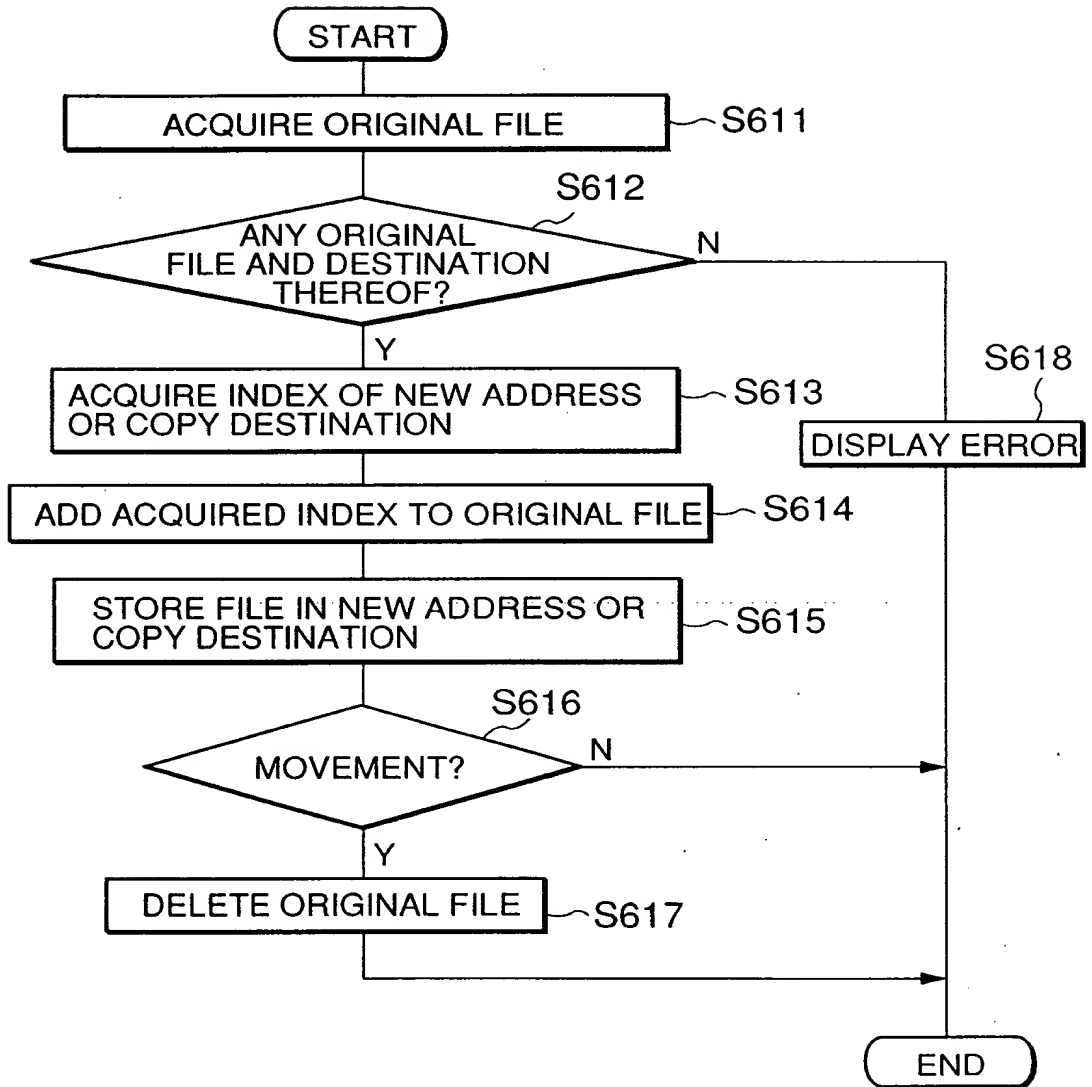 START
ACQUIRE ORIGINAL FILE
S611
S612
ANY ORIGINAL
FILE AND DESTINATION
THEREOF?
N
Y
S618
ACQUIRE INDEX OF NEW ADDRESS
OR COPY DESTINATION
S613
DISPLAY ERROR
ADD ACQUIRED INDEX TO ORIGINAL FILE
S614
STORE FILE IN NEW ADDRESS OR
COPY DESTINATION
S615
S616
MOVEMENT?
N
Y
DELETE ORIGINAL FILE
S617
END